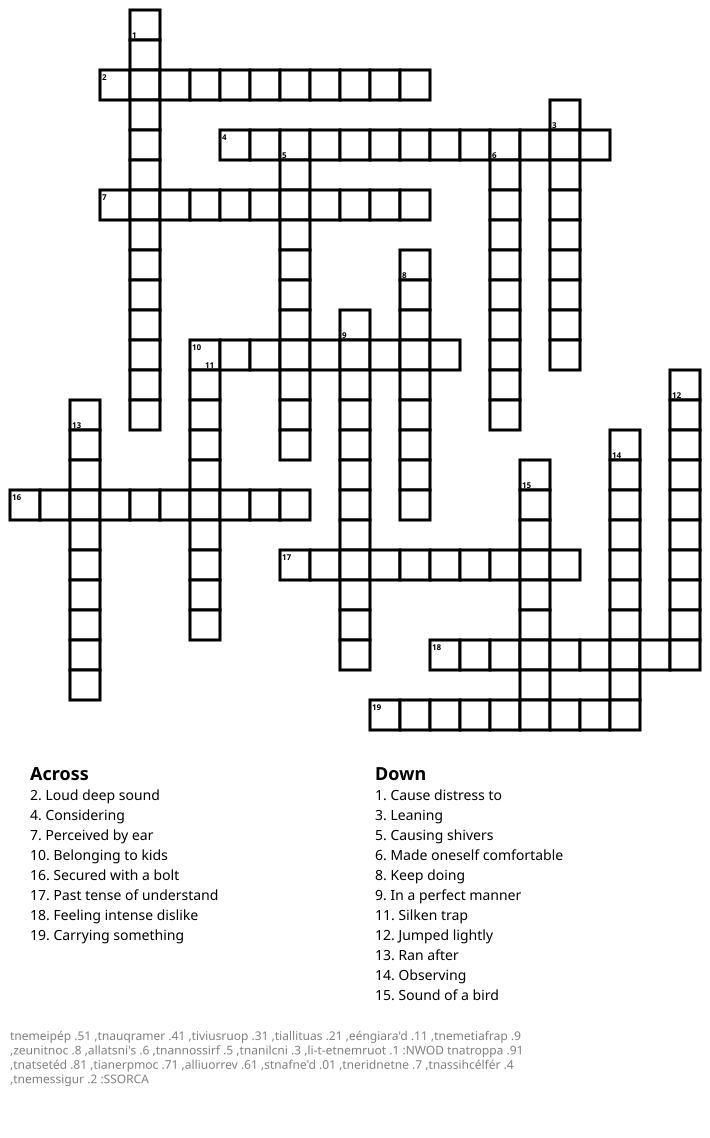 1
2
3
4
5
6
7
8
9
10
11
12
13
14
15
16
17
18
19
Across
2. Loud deep sound
4. Considering
7. Perceived by ear
10. Belonging to kids
16. Secured with a bolt
17. Past tense of understand
18. Feeling intense dislike
19. Carrying something
Down
1. Cause distress to
3. Leaning
5. Causing shivers
6. Made oneself comfortable
8. Keep doing
9. In a perfect manner
11. Silken trap
12. Jumped lightly
13. Ran after
14. Observing
15. Sound of a bird
tnemeipép .51 ,tnauqramer .41 ,tiviusruop .31 ,tiallituas .21 ,eéngiara'd .11 ,tnemetiafrap .9
,zeunitnoc .8 ,allatsni's .6 ,tnannossirf .5 ,tnanilcni .3 ,li-t-etnemruot .1 :NWOD tnatroppa .91
,tnatsetéd .81 ,tianerpmoc .71 ,alliuorrev .61 ,stnafne'd .01 ,tneridnetne .7 ,tnassihcélfér .4
,tnemessigur .2 :SSORCA